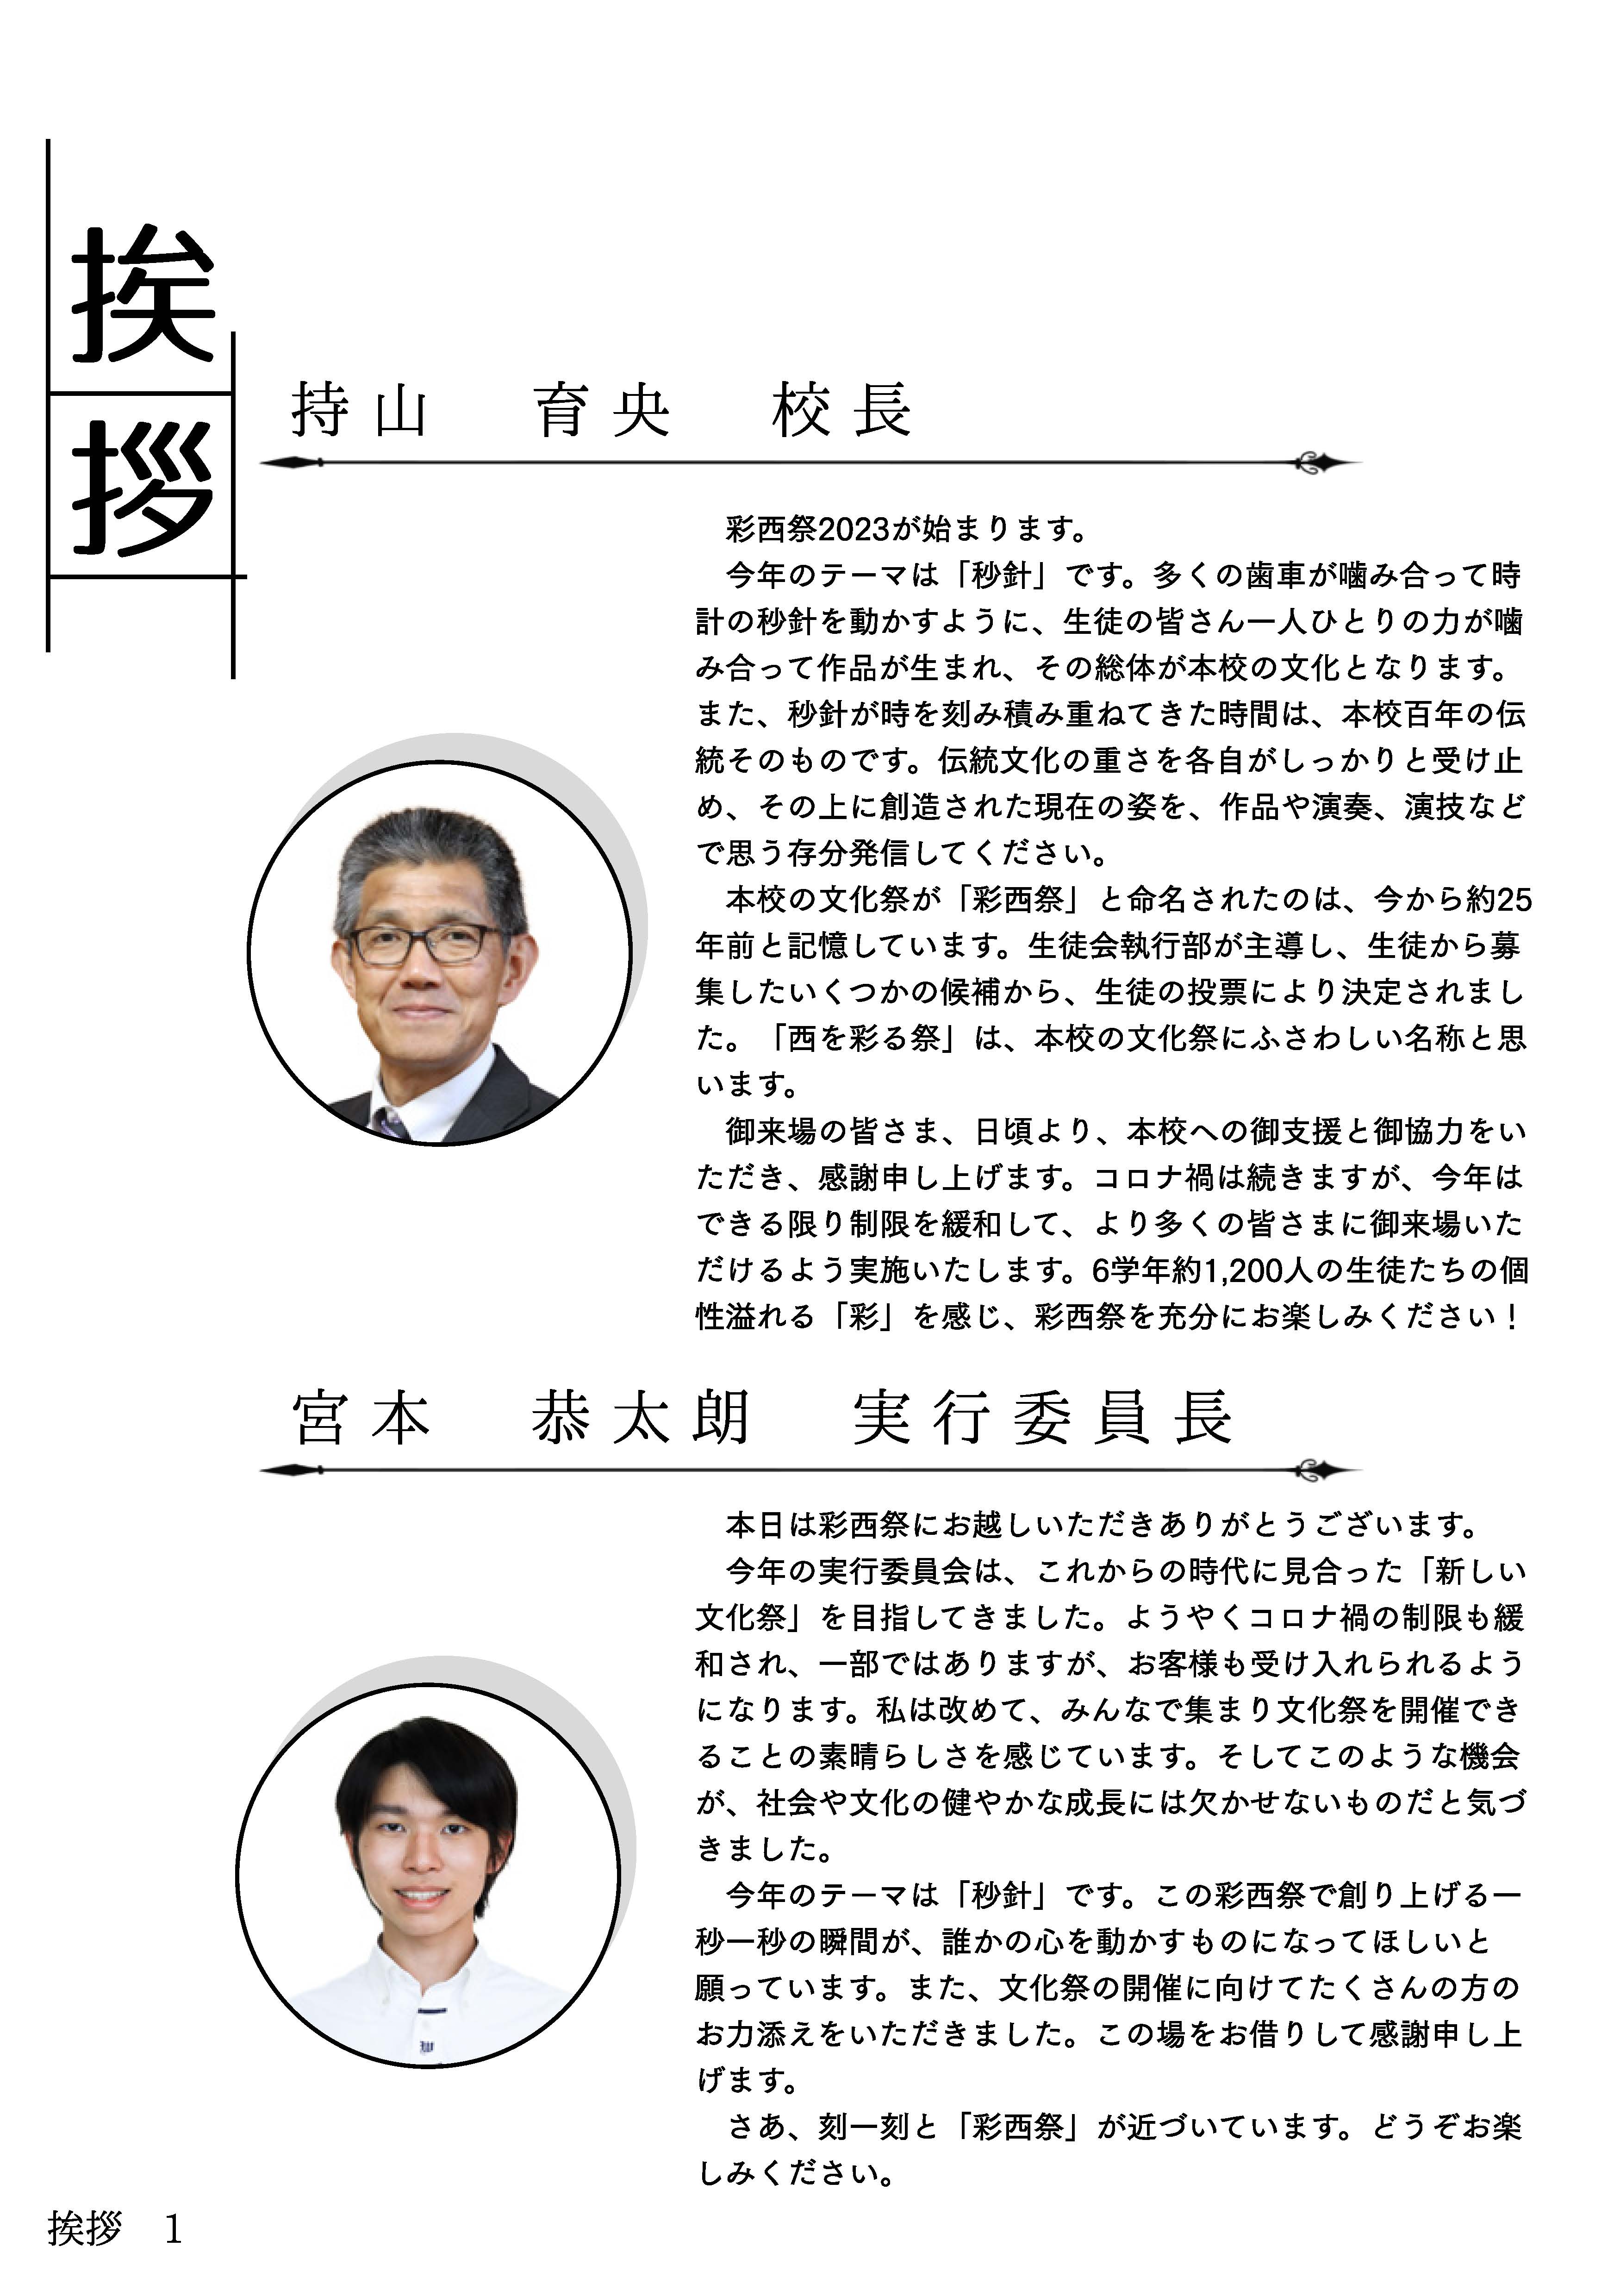 挨
拶
持山　育央　校長
　彩西祭2023が始まります。
　今年のテーマは「秒針」です。多くの歯車が噛み合って時
計の秒針を動かすように、生徒の皆さん一人ひとりの力が噛
み合って作品が生まれ、その総体が本校の文化となります。
また、秒針が時を刻み積み重ねてきた時間は、本校百年の伝
統そのものです。伝統文化の重さを各自がしっかりと受け止
め、その上に創造された現在の姿を、作品や演奏、演技など
で思う存分発信してください。
　本校の文化祭が「彩西祭」と命名されたのは、今から約25
年前と記憶しています。生徒会執行部が主導し、生徒から募
集したいくつかの候補から、生徒の投票により決定されまし
た。「西を彩る祭」は、本校の文化祭にふさわしい名称と思
います。
　御来場の皆さま、日頃より、本校への御支援と御協力をい
ただき、感謝申し上げます。コロナ禍は続きますが、今年は
できる限り制限を緩和して、より多くの皆さまに御来場いた
だけるよう実施いたします。6学年約1,200人の生徒たちの個
性溢れる「彩」を感じ、彩西祭を充分にお楽しみください！
宮本　恭太朗　実行委員長
　本日は彩西祭にお越しいただきありがとうございます。
　今年の実行委員会は、これからの時代に見合った「新しい
文化祭」を目指してきました。ようやくコロナ禍の制限も緩
和され、一部ではありますが、お客様も受け入れられるよう
になります。私は改めて、みんなで集まり文化祭を開催でき
ることの素晴らしさを感じています。そしてこのような機会
が、社会や文化の健やかな成長には欠かせないものだと気づ
きました。
　今年のテーマは「秒針」です。この彩西祭で創り上げる一
秒一秒の瞬間が、誰かの心を動かすものになってほしいと
願っています。また、文化祭の開催に向けてたくさんの方の
お力添えをいただきました。この場をお借りして感謝申し上
げます。
　さあ、刻一刻と「彩西祭」が近づいています。どうぞお楽
しみください。
挨拶　1